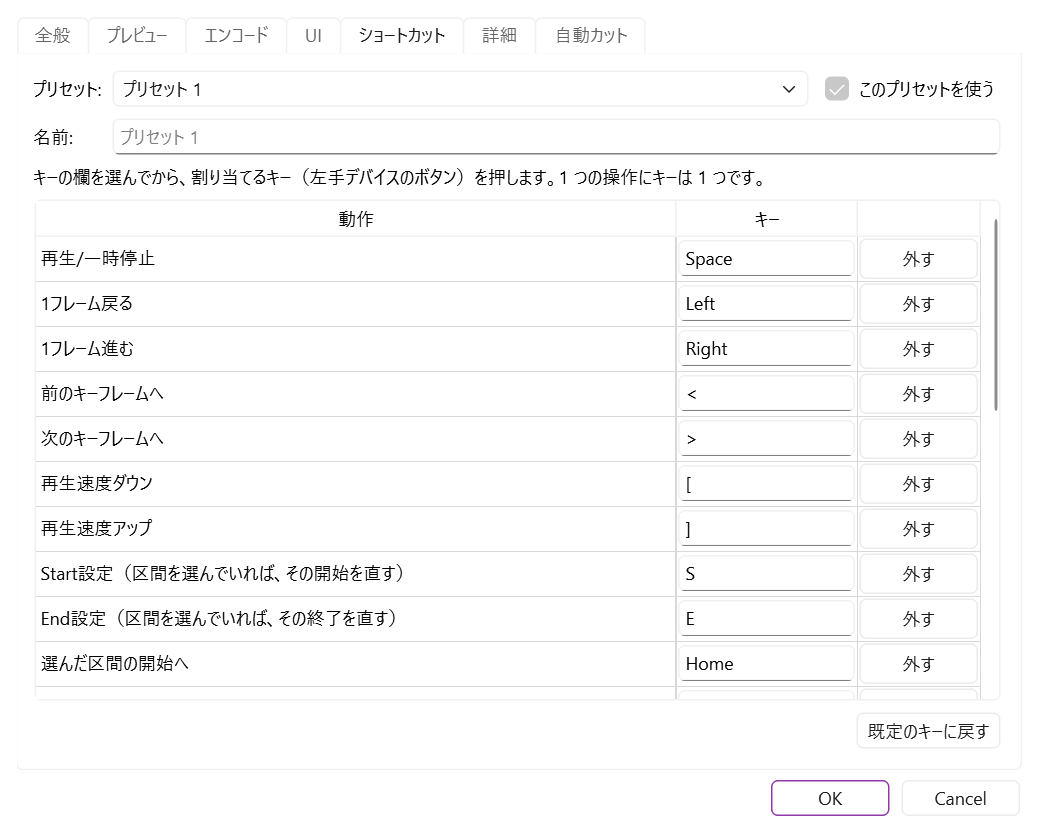 全般 プレビュー エンコード UI ショートカット 詳細 自動カット
プリセット: プリセット 1 このプリセットを使う
名前: プリセット 1
キーの欄を選んでから、割り当てるキー（左手デバイスのボタン）を押します。1 つの操作にキーは 1 つです。
動作 キー
再生/一時停止 Space 外す
1フレーム戻る Left 外す
1フレーム進む Right 外す
前のキーフレームへ < 外す
次のキーフレームへ > 外す
再生速度ダウン [ 外す
再生速度アップ ] 外す
Start設定（区間を選んでいれば、その開始を直す） S 外す
End設定（区間を選んでいれば、その終了を直す） E 外す
選んだ区間の開始へ Home 外す
既定のキーに戻す
OK Cancel